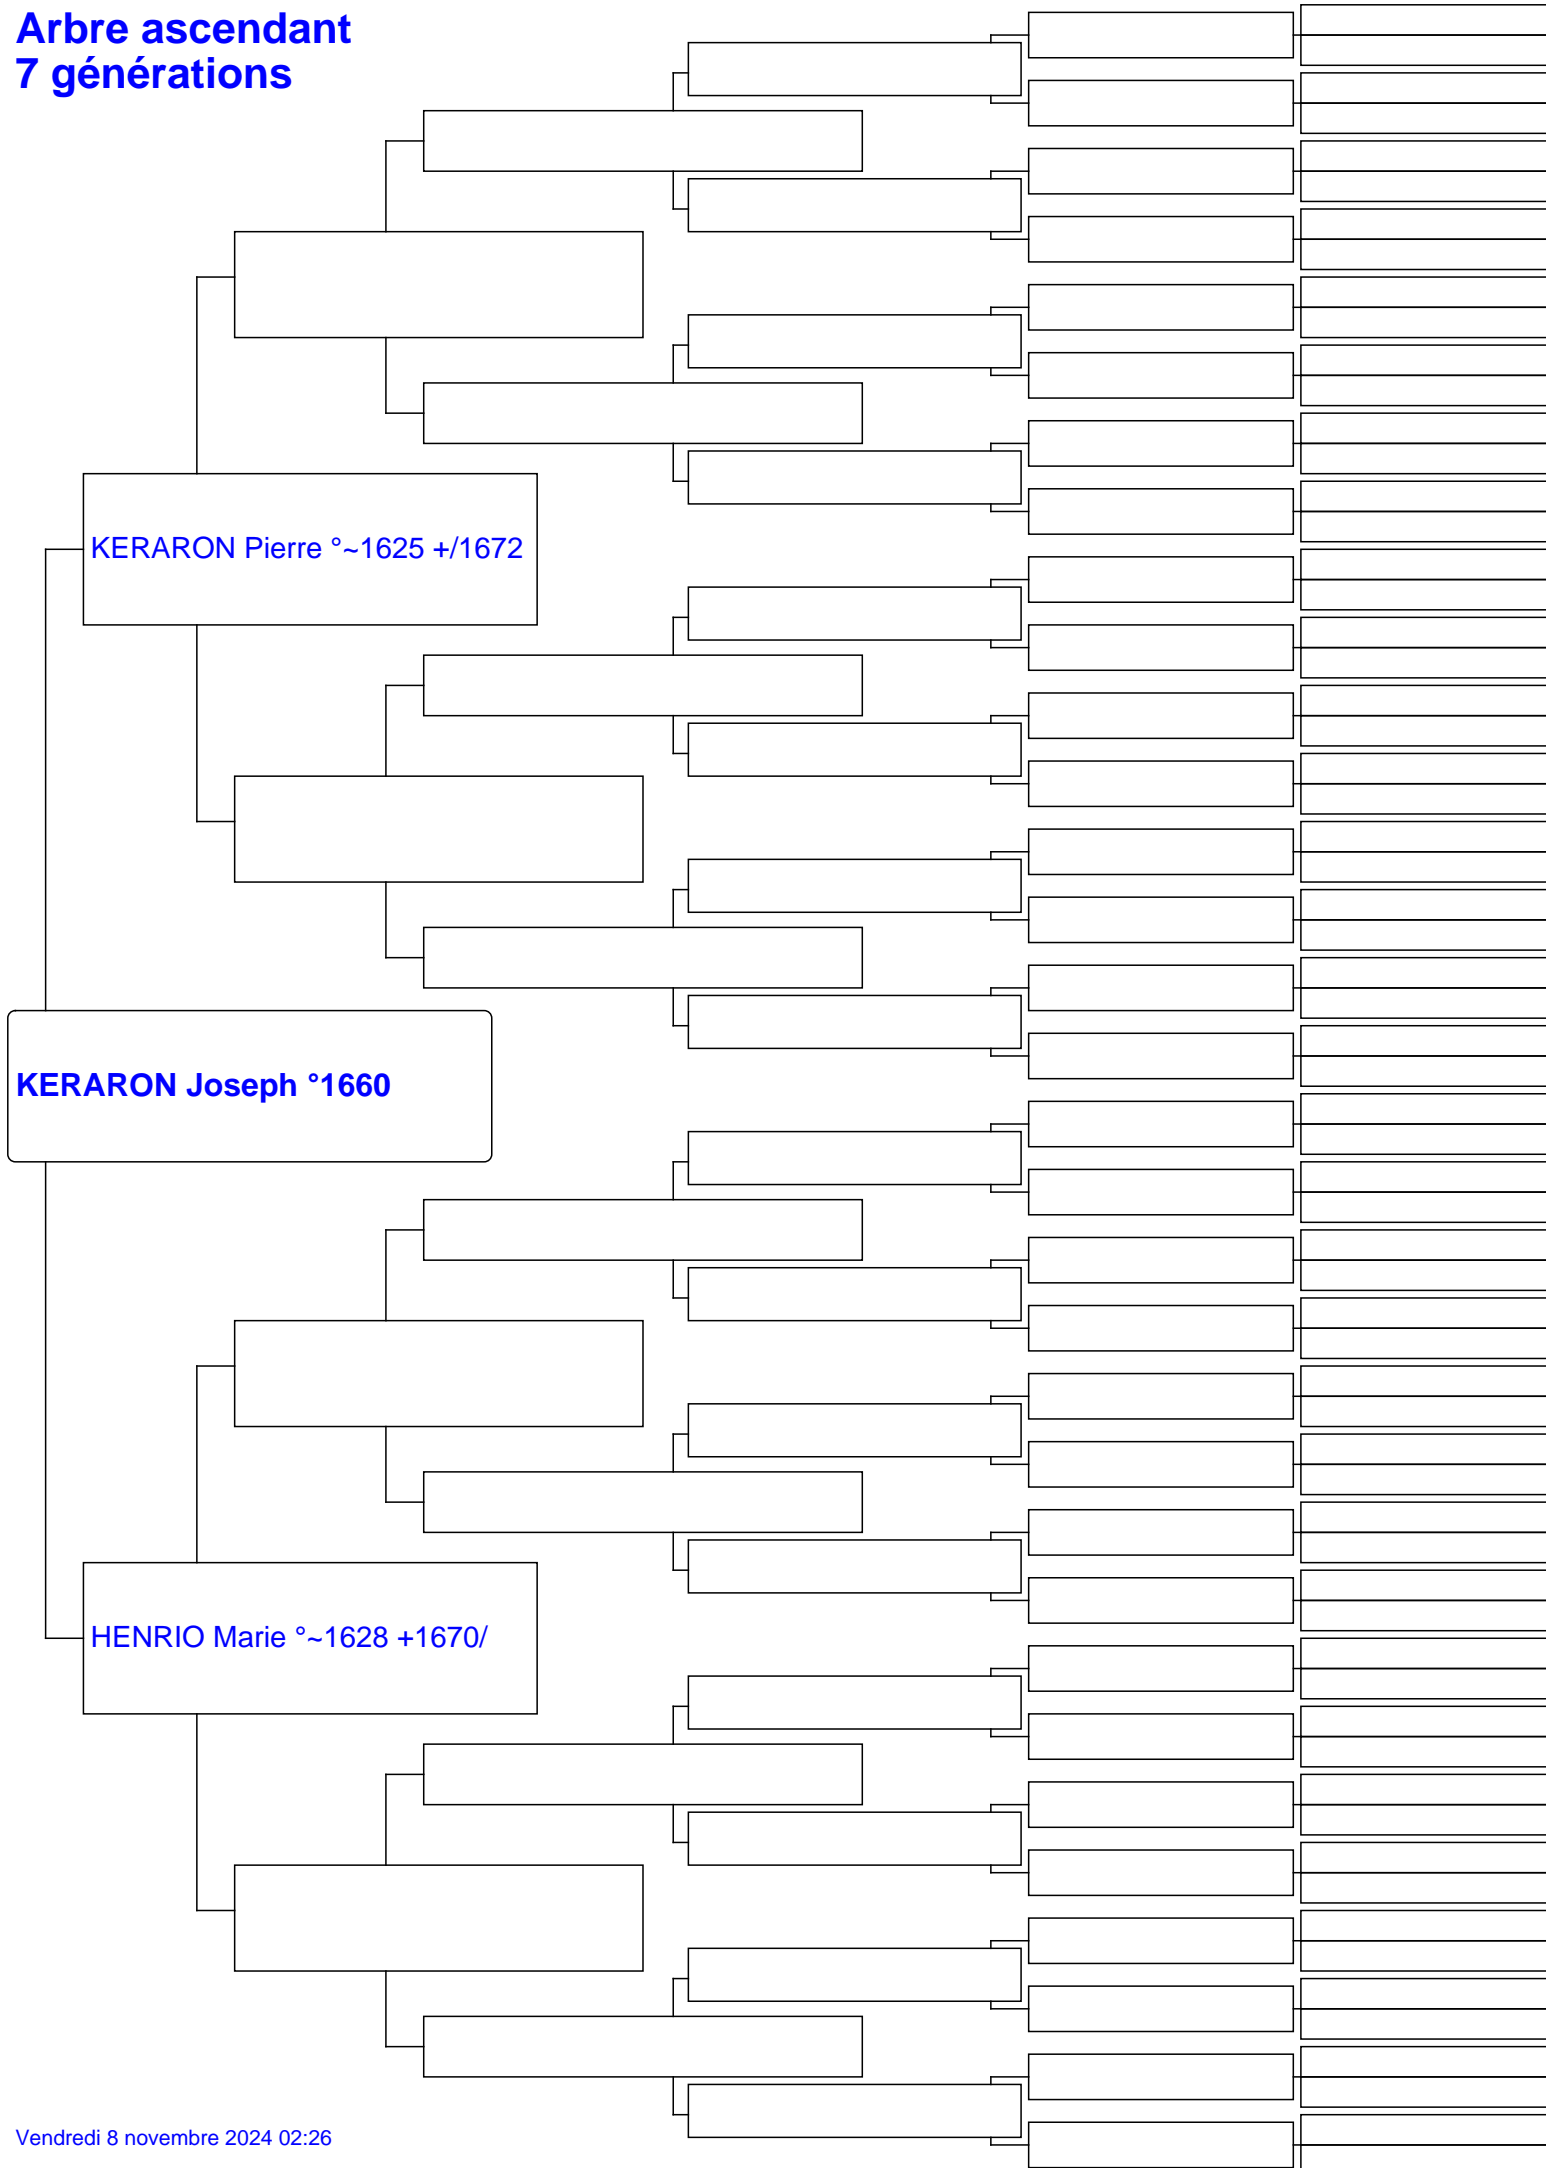 Arbre ascendant
7 générations
KERARON Pierre °~1625 +/1672
KERARON Joseph °1660
HENRIO Marie °~1628 +1670/
Vendredi 8 novembre 2024 02:26